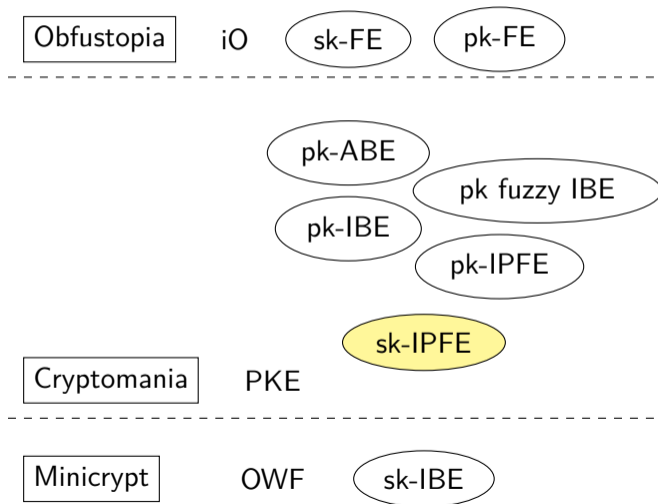 Obfustopia iO sk-FE pk-FE
pk-ABE
pk fuzzy IBE
pk-IBE
pk-IPFE
sk-IPFE
Cryptomania PKE
Minicrypt OWF sk-IBE